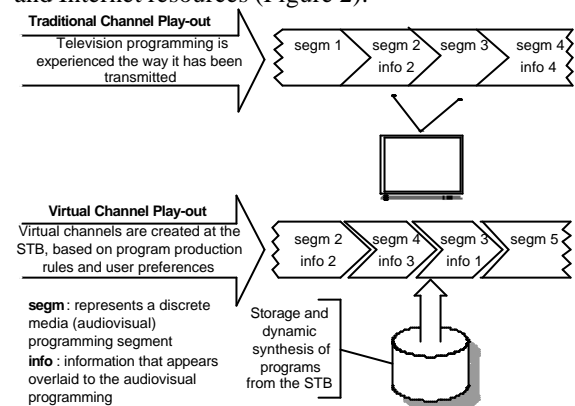 and Internet resources (Figure 2).
Traditional Channel Play-out
Television programming is
experienced the way it has been
transmitted
segm 1
segm 2
info 2
segm 3
segm 4
info 4
Virtual Channel Play-out
Virtual channels are created at the
STB, based on program production
rules and user preferences
segm 2
info 2
segm 4
info 3
segm 3
info 1
segm 5
segm : represents a discrete
media (audiovisual)
programming segment
info : information that appears
overlaid to the audiovisual
programming
Storage and
dynamic
synthesis of
programs
from the STB